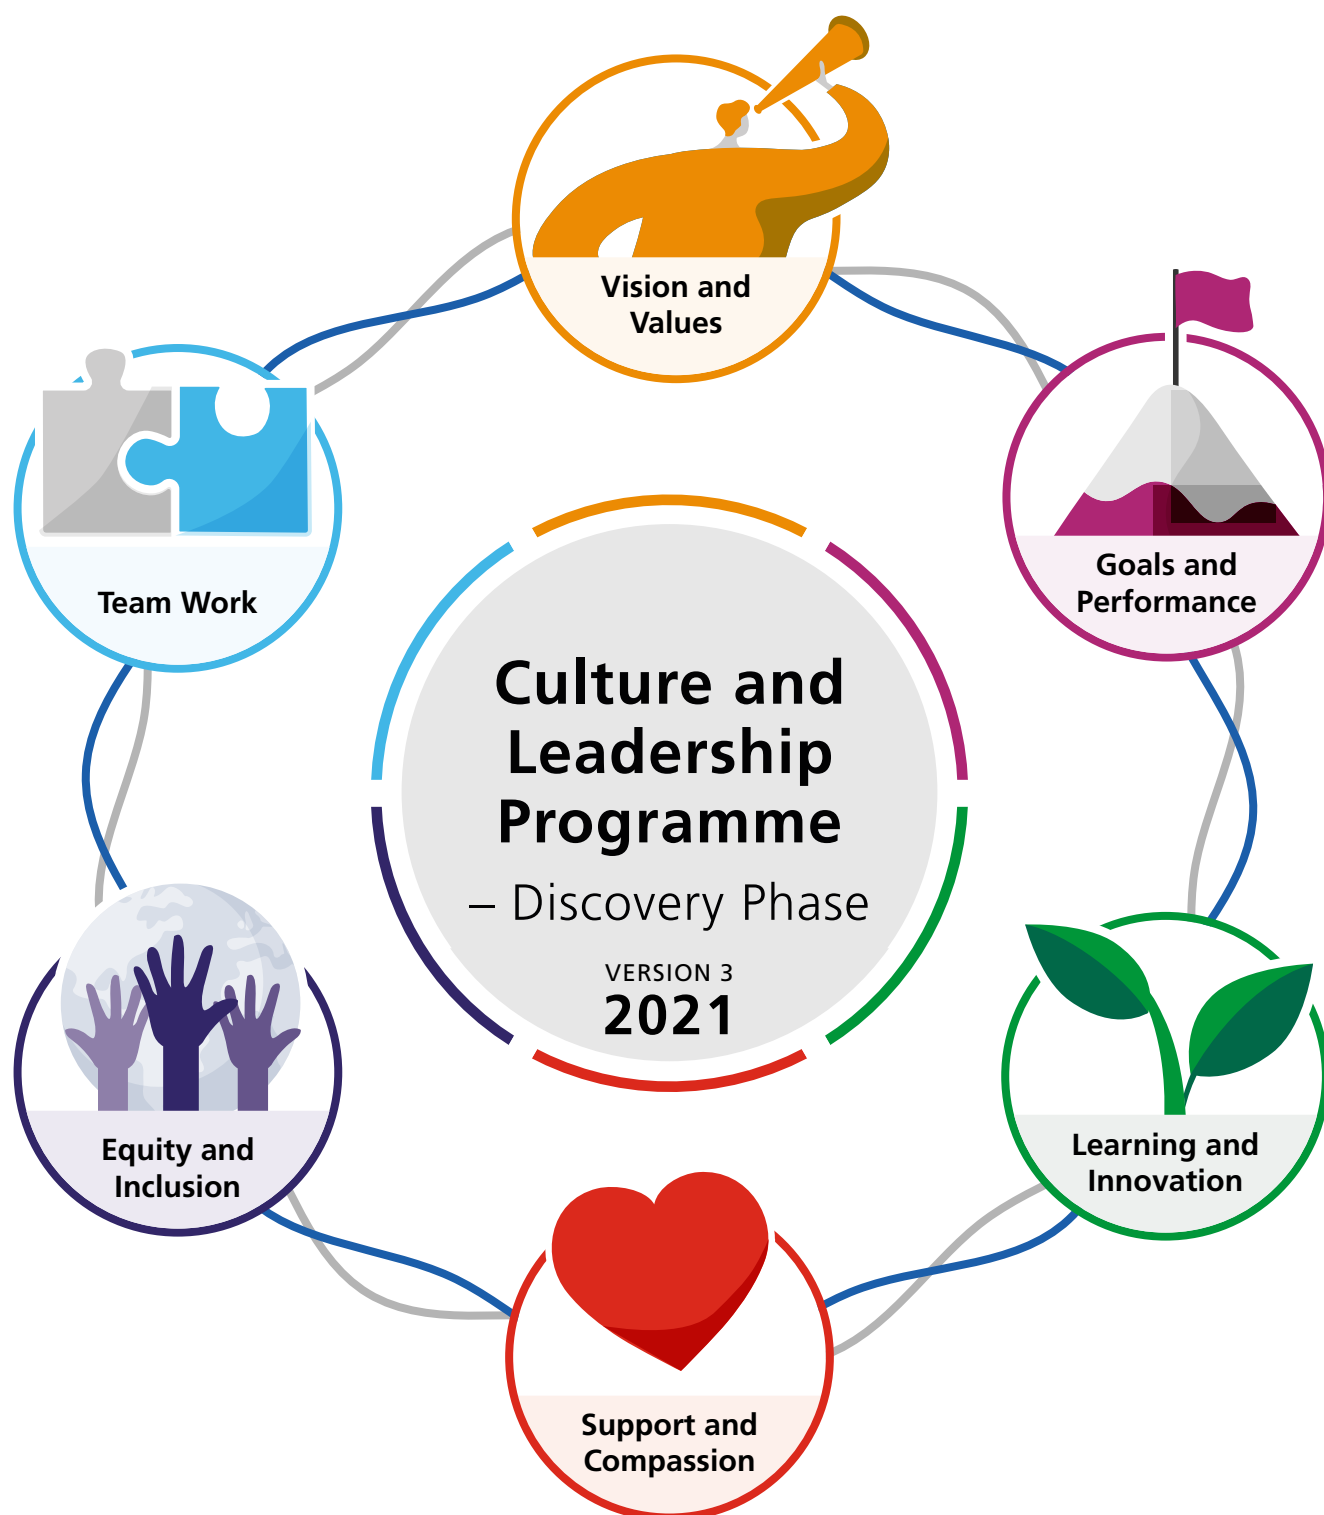 Vision and
Values
Goals and
Performance
Team Work
Culture and
Leadership
Programme
– Discovery Phase
VERSION 3
2021
Equity and
Inclusion
Learning and
Innovation
Support and
Compassion